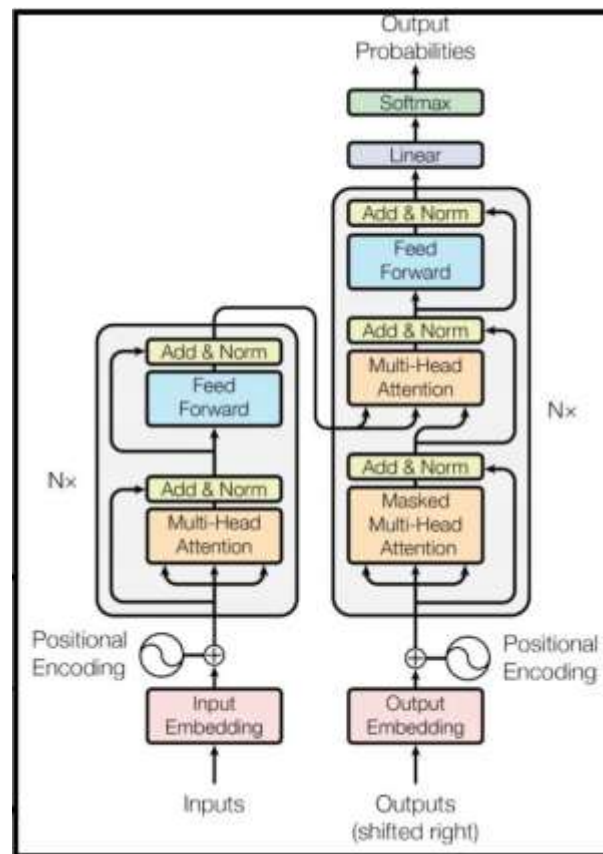 Output
Probabilities
Softmax
Linear
Add & Norm
Feed
Forward
Add & Norm
Multi-Head
Attention
Nx
Add & Norm
Masked
Multi-Head
Attention
Add & Norm
Feed
Forward
Nx
Add & Norm
Multi-Head
Attention
Positional
Encoding
Positional
Encoding
Input
Embedding
Output
Embedding
Inputs
Outputs
(shifted right)